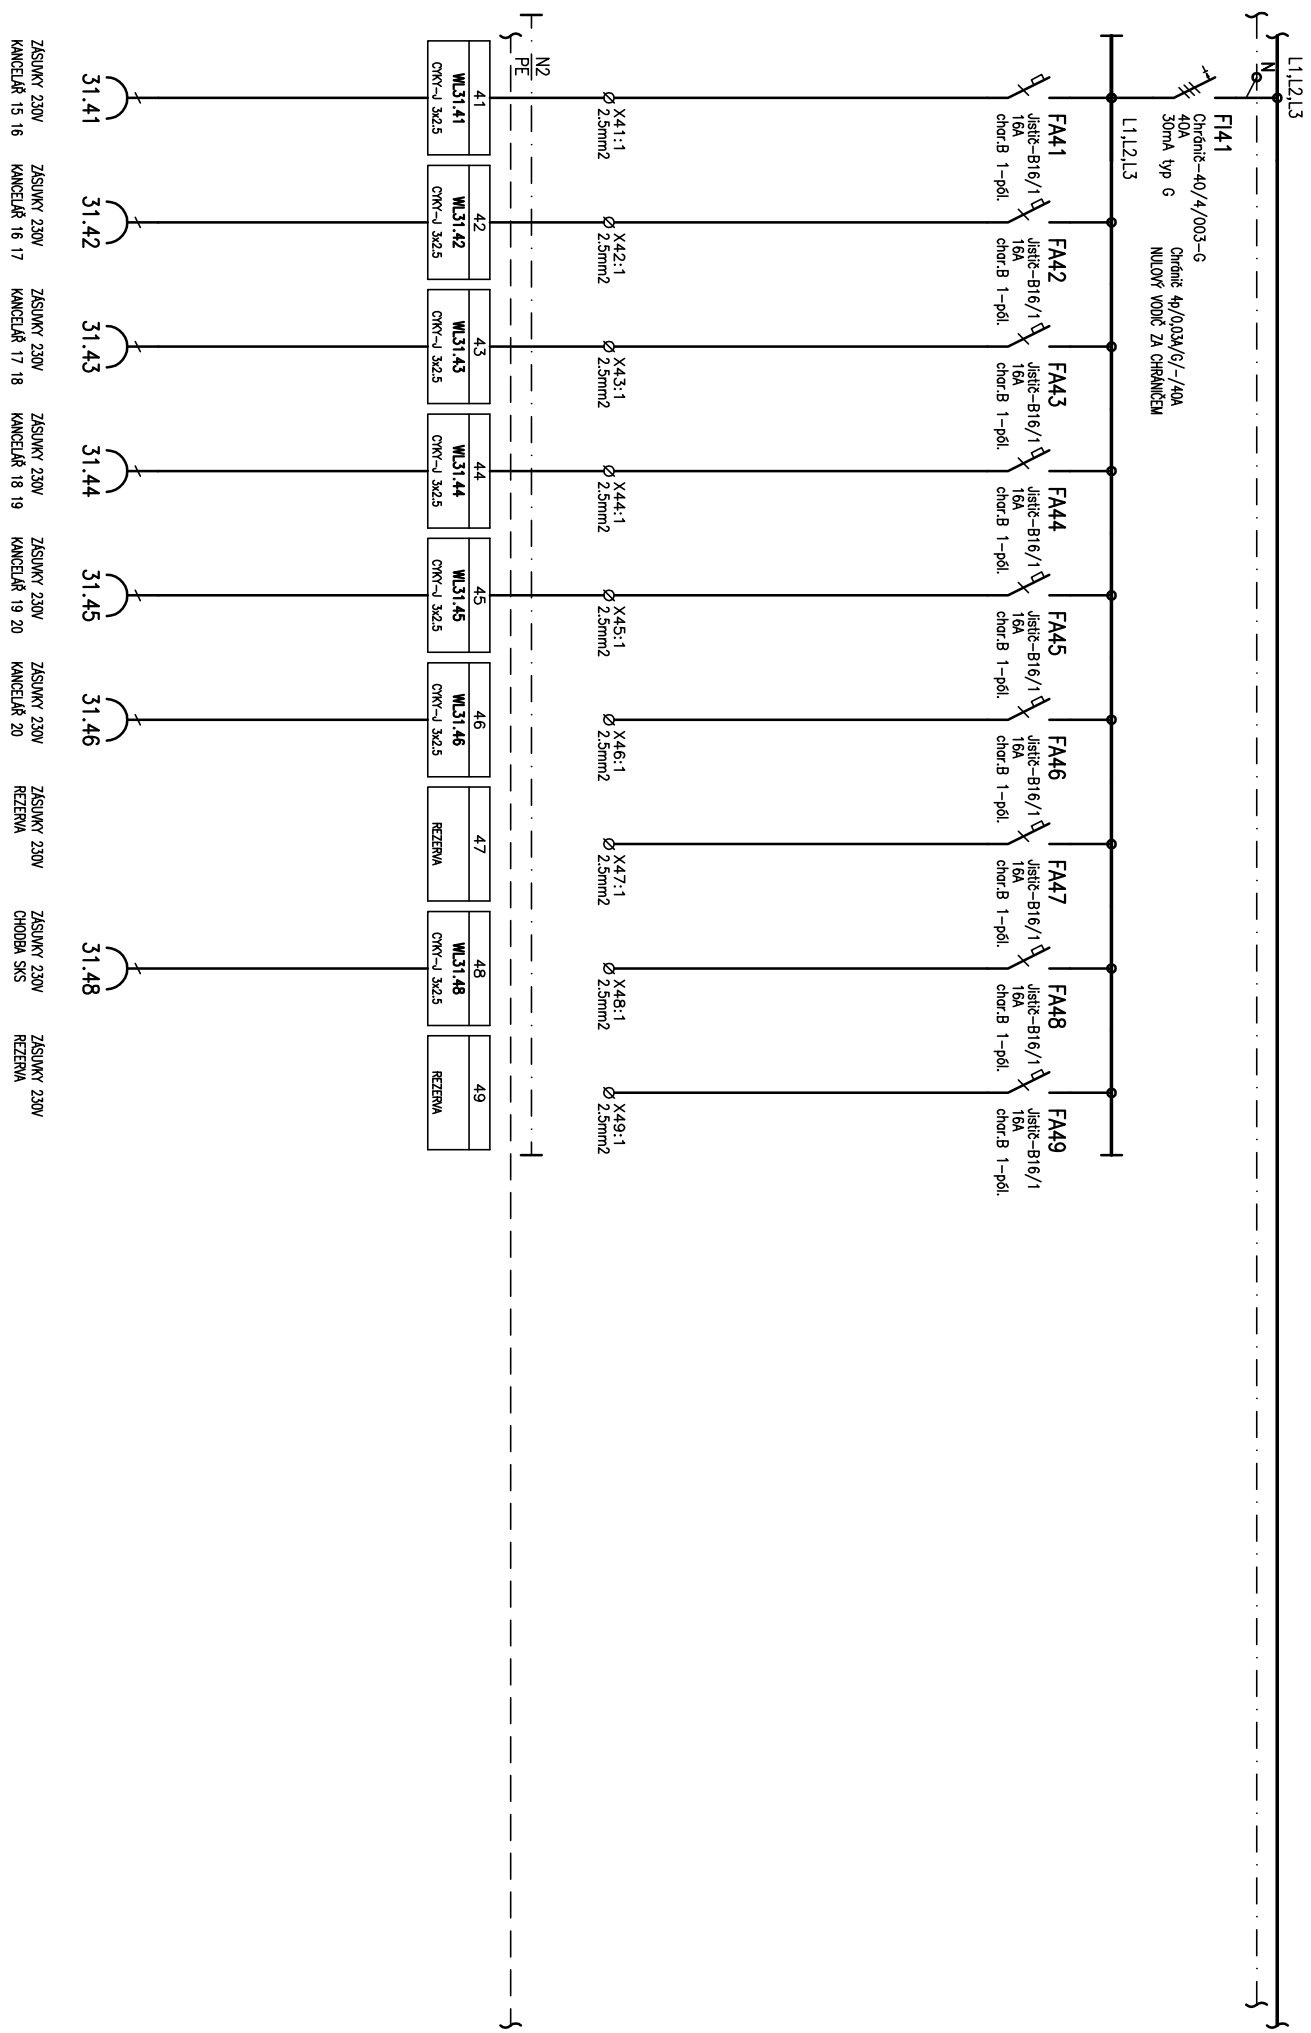 L1,L2,L3
N
FI41
Chránič-40/4/003-G
40A
30mA typ G
Chránič 4p/0,03A/G/-/40A
NULOVÝ VODIČ ZA CHRÁNIČEM
L1,L2,L3
FA41
Jistič-B16/1
16A
char.B 1-pól.
FA42
Jistič-B16/1
16A
char.B 1-pól.
FA43
Jistič-B16/1
16A
char.B 1-pól.
FA44
Jistič-B16/1
16A
char.B 1-pól.
FA45
Jistič-B16/1
16A
char.B 1-pól.
FA46
Jistič-B16/1
16A
char.B 1-pól.
FA47
Jistič-B16/1
16A
char.B 1-pól.
FA48
Jistič-B16/1
16A
char.B 1-pól.
FA49
Jistič-B16/1
16A
char.B 1-pól.
X41:1
2.5mm2
X42:1
2.5mm2
X43:1
2.5mm2
X44:1
2.5mm2
X45:1
2.5mm2
X46:1
2.5mm2
X47:1
2.5mm2
X48:1
2.5mm2
X49:1
2.5mm2
N2
PE
41
WL31.41
CYKY-J 3x2.5
42
WL31.42
CYKY-J 3x2.5
43
WL31.43
CYKY-J 3x2.5
44
WL31.44
CYKY-J 3x2.5
45
WL31.45
CYKY-J 3x2.5
46
WL31.46
CYKY-J 3x2.5
47
REZERVA
48
WL31.48
CYKY-J 3x2.5
49
REZERVA
31.41
31.42
31.43
31.44
31.45
31.46
31.48
ZÁSUVKY 230V
KANCELÁŘ 15 16
ZÁSUVKY 230V
KANCELÁŘ 16 17
ZÁSUVKY 230V
KANCELÁŘ 17 18
ZÁSUVKY 230V
KANCELÁŘ 18 19
ZÁSUVKY 230V
KANCELÁŘ 19 20
ZÁSUVKY 230V
KANCELÁŘ 20
ZÁSUVKY 230V
REZERVA
ZÁSUVKY 230V
CHODBA SKS
ZÁSUVKY 230V
REZERVA